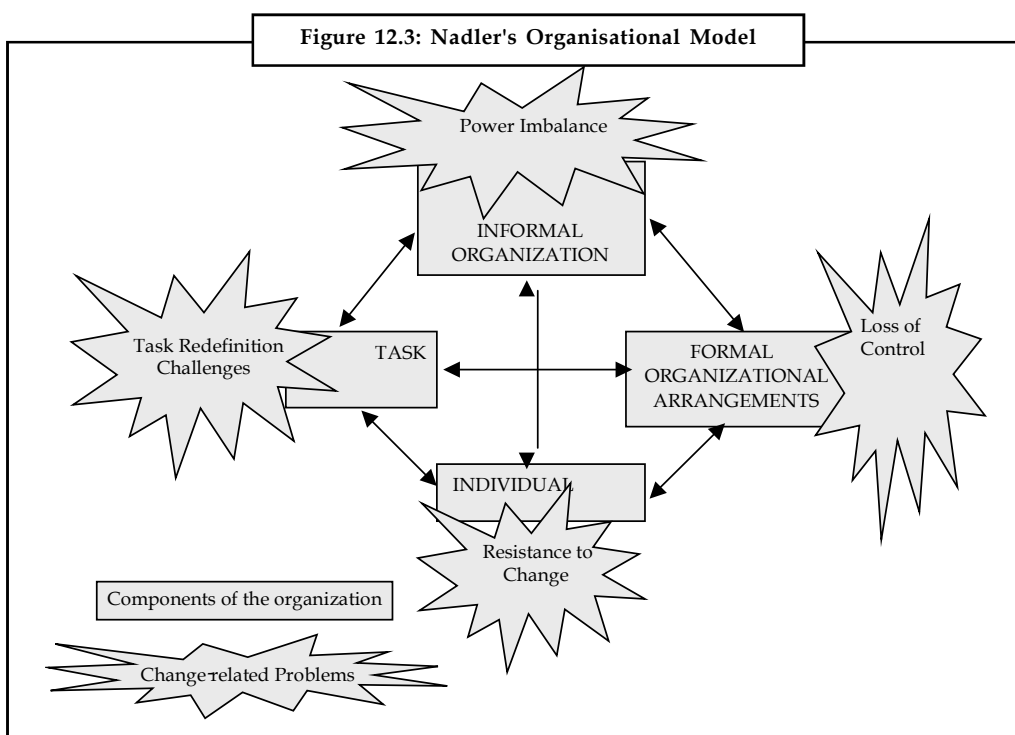 Figure 12.3: Nadler's Organisational Model
Power Imbalance
INFORMAL
ORGANIZATION
Task Redefinition
Challenges
TASK
FORMAL
ORGANIZATIONAL
ARRANGEMENTS
Loss of
Control
INDIVIDUAL
Resistance to
Change
Components of the organization
Change-related Problems